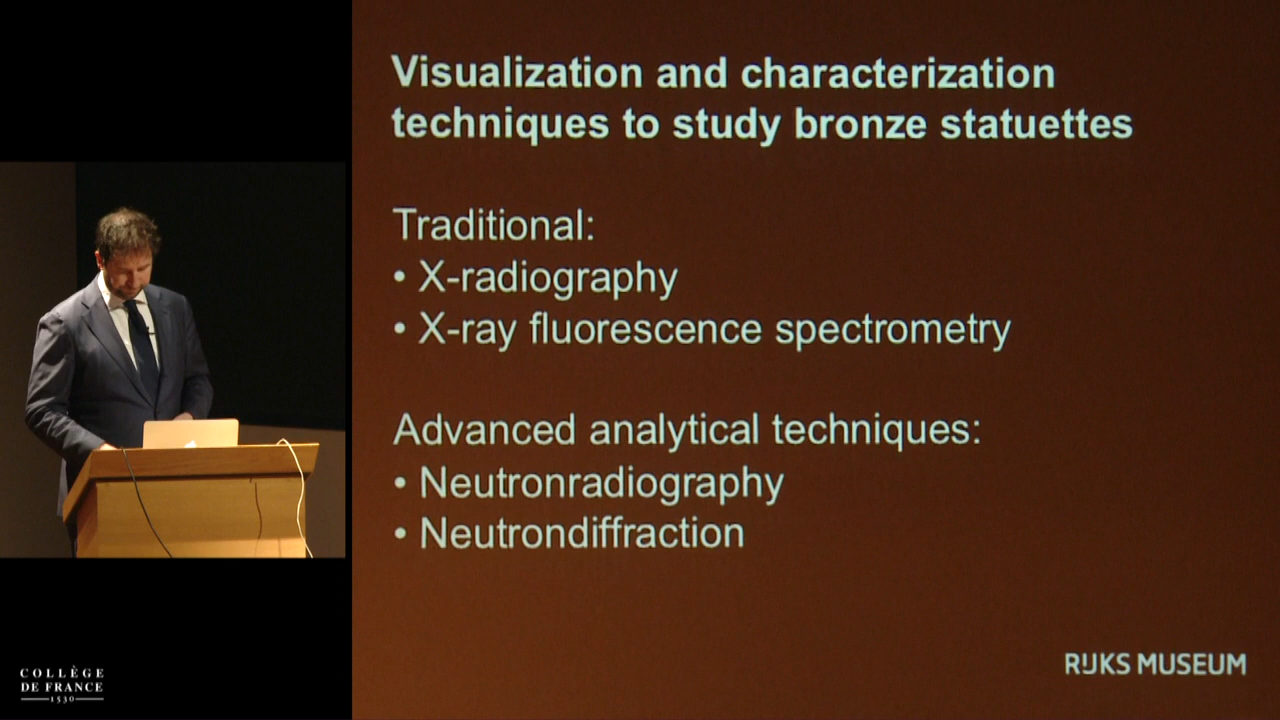 Visualization and characterization
techniques to study bronze statuettes
Traditional:
• X-radiography
• X-ray fluorescence spectrometry
Advanced analytical techniques:
• Neutronradiography
• Neutrondiffraction
RIJKS MUSEUM
COLLÈGE
DE FRANCE
1530